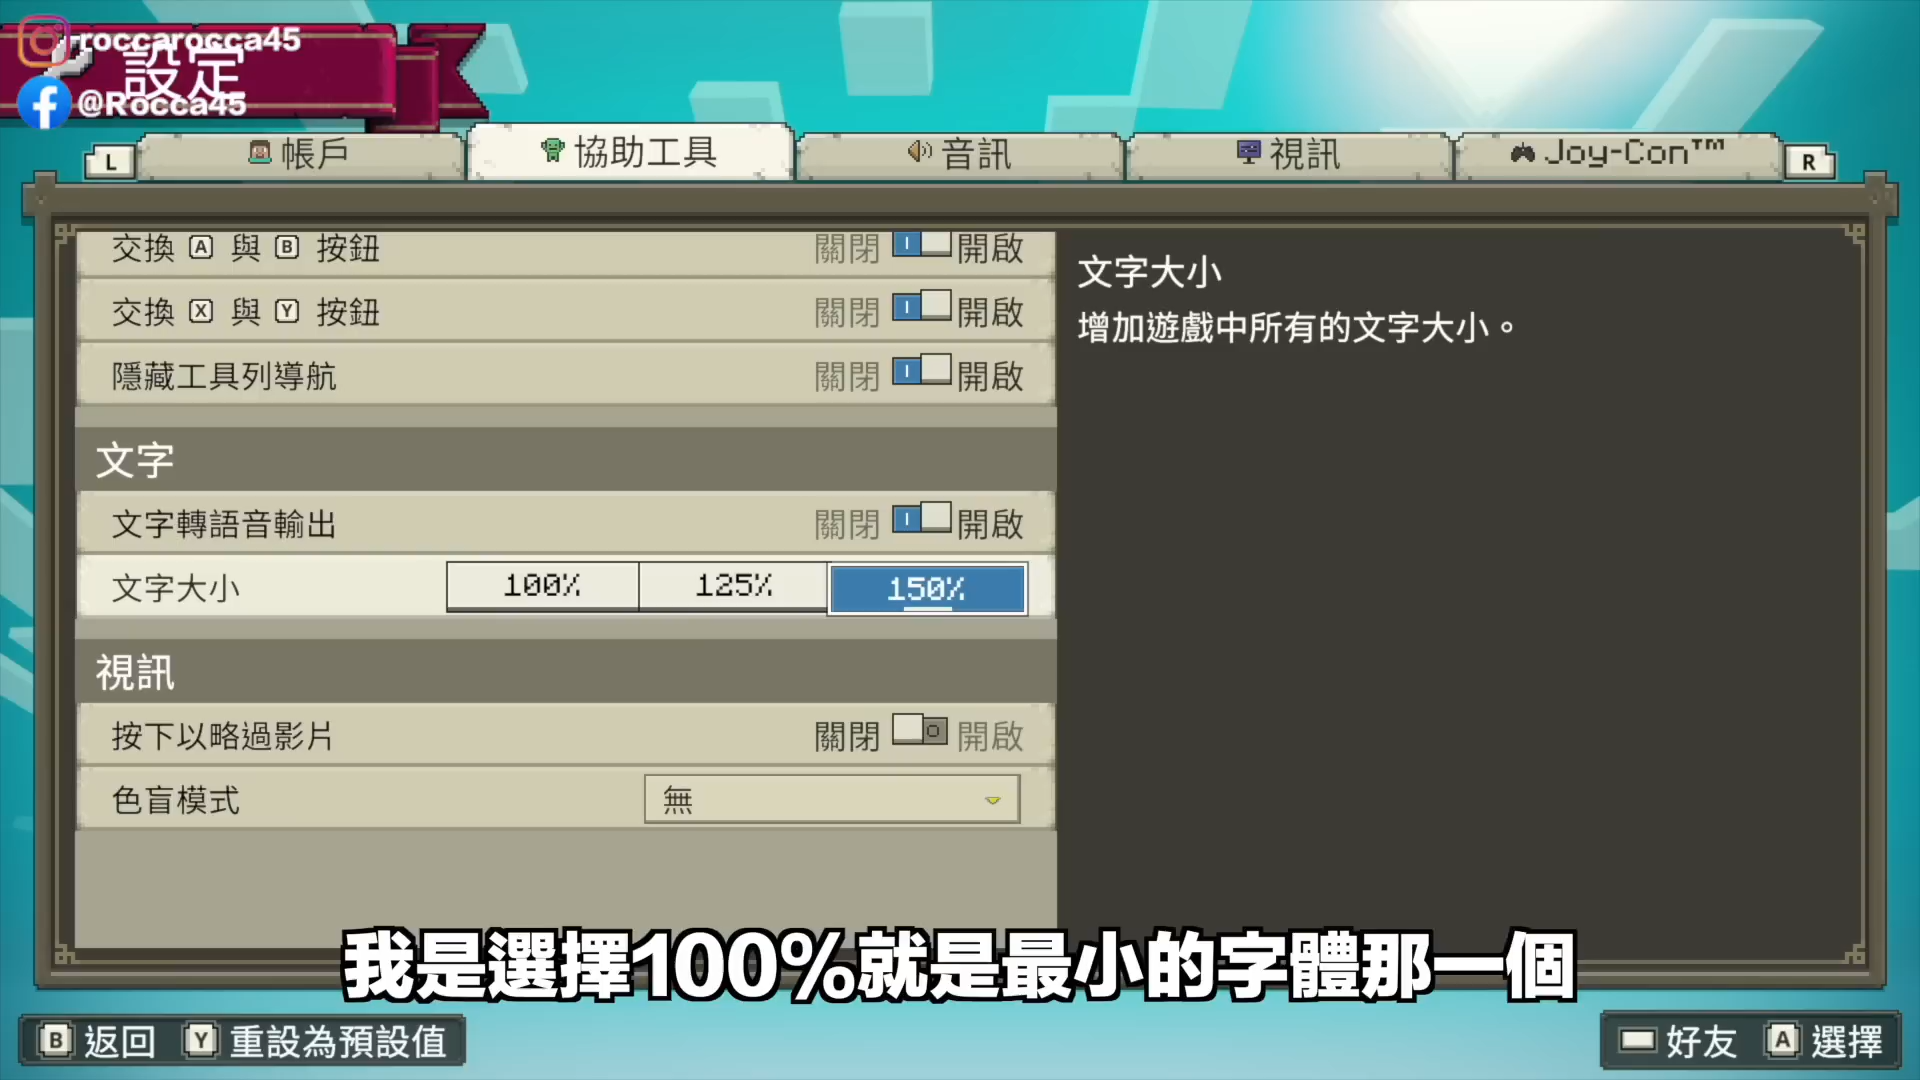 roccarocca45
設定
@Rocca45
L 帳戶 協助工具 音訊 視訊 Joy-Con™ R
交換 A 與 B 按鈕 關閉 開啟
交換 X 與 Y 按鈕 關閉 開啟
隱藏工具列導航 關閉 開啟
文字
文字轉語音輸出 關閉 開啟
文字大小 100% 125% 150%
視訊
按下以略過影片 關閉 開啟
色盲模式 無
文字大小
增加遊戲中所有的文字大小。
我是選擇100%就是最小的字體那一個
B 返回 Y 重設為預設值
好友 A 選擇